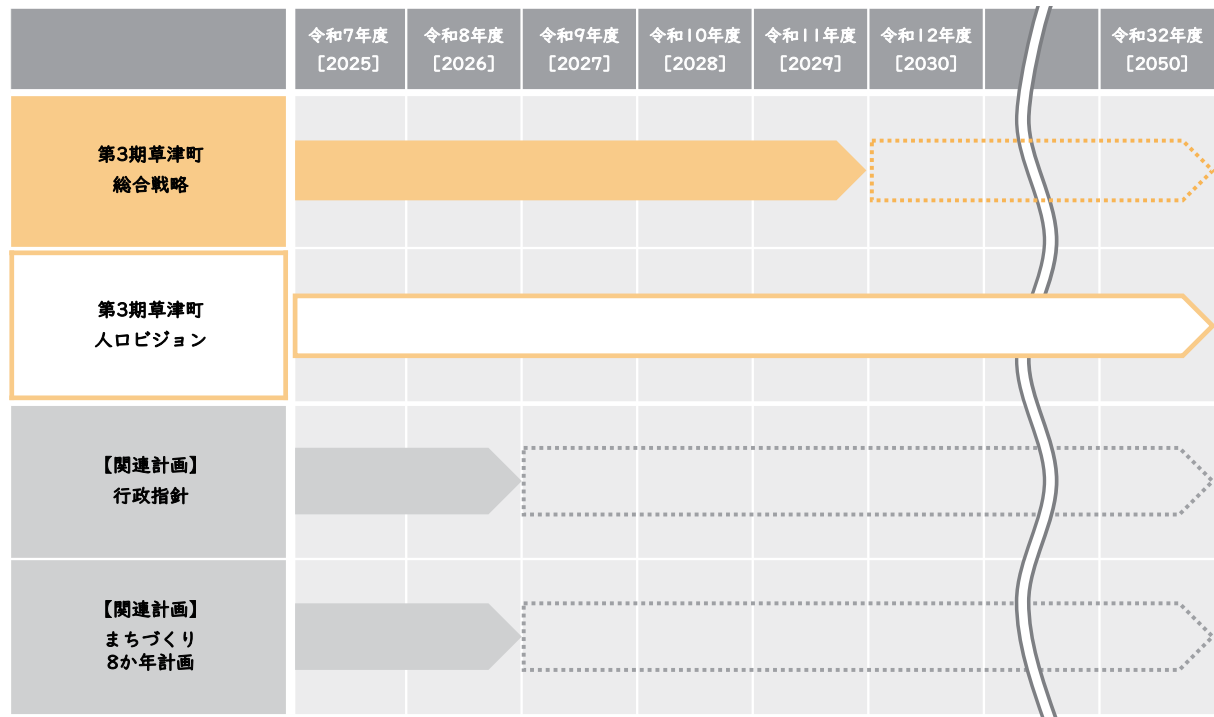 令和7年度 令和8年度 令和9年度 令和10年度 令和11年度 令和12年度 令和32年度
[2025] [2026] [2027] [2028] [2029] [2030] [2050]
第3期草津町
総合戦略
第3期草津町
人口ビジョン
【関連計画】
行政指針
【関連計画】
まちづくり
8か年計画